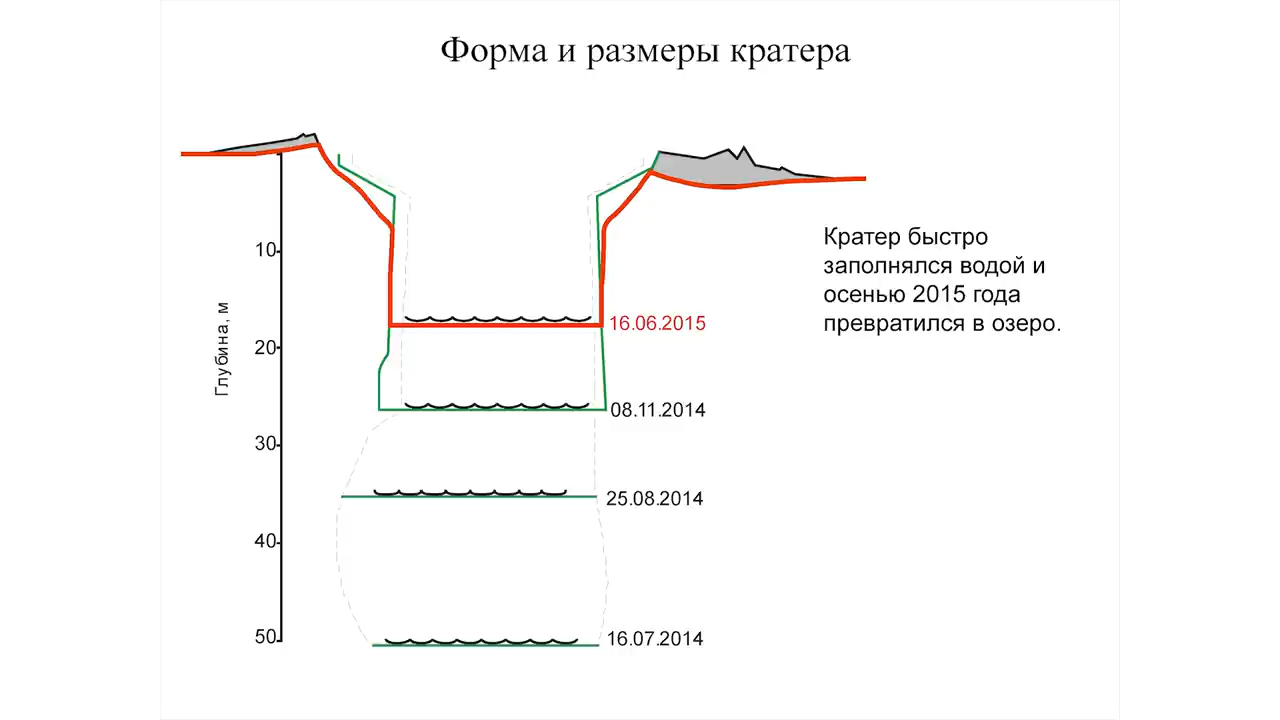 Форма и размеры кратера
10
20
30
40
50
Глубина, м
16.06.2015
08.11.2014
25.08.2014
16.07.2014
Кратер быстро
заполнялся водой и
осенью 2015 года
превратился в озеро.